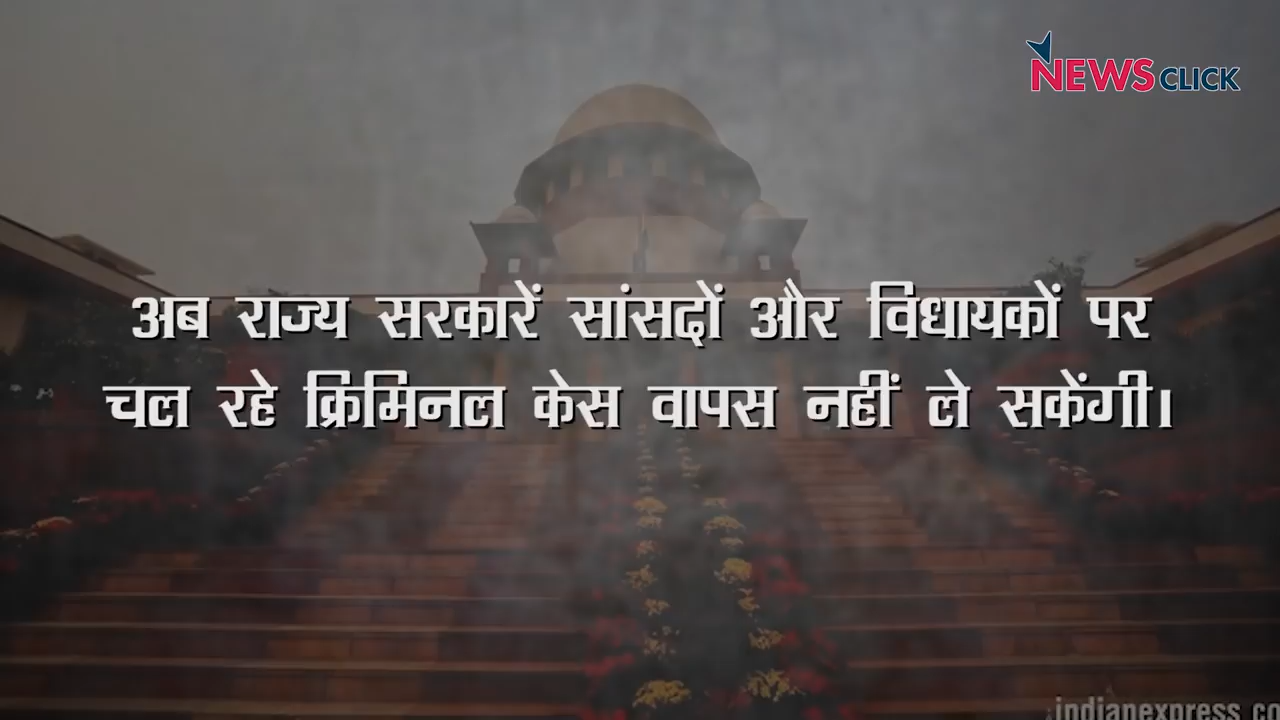 NEWSCLICK
अब राज्य सरकारें सांसदों और विधायकों पर
चल रहे क्रिमिनल केस वापस नहीं ले सकेंगी।
indianexpress.co